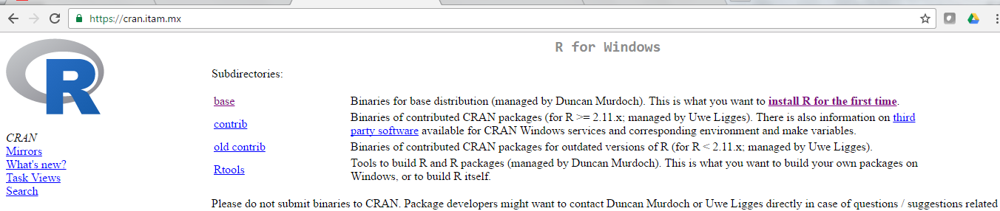 https://cran.itam.mx
R
R for Windows
Subdirectories:
base Binaries for base distribution (managed by Duncan Murdoch). This is what you want to install R for the first time.
contrib Binaries of contributed CRAN packages (for R >= 2.11.x; managed by Uwe Ligges). There is also information on third
party software available for CRAN Windows services and corresponding environment and make variables.
old contrib Binaries of contributed CRAN packages for outdated versions of R (for R < 2.11.x; managed by Uwe Ligges).
Rtools Tools to build R and R packages (managed by Duncan Murdoch). This is what you want to build your own packages on
Windows, or to build R itself.
CRAN
Mirrors
What's new?
Task Views
Search
Please do not submit binaries to CRAN. Package developers might want to contact Duncan Murdoch or Uwe Ligges directly in case of questions / suggestions related